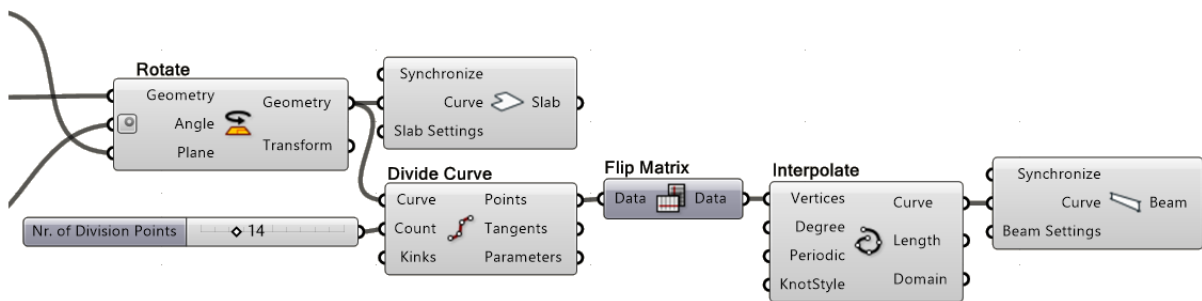 Rotate
Geometry
Angle
Plane
Geometry
Transform
Synchronize
Curve
Slab Settings
Slab
Nr. of Division Points
14
Divide Curve
Curve
Count
Kinks
Points
Tangents
Parameters
Flip Matrix
Data
Data
Interpolate
Vertices
Degree
Periodic
KnotStyle
Curve
Length
Domain
Synchronize
Curve
Beam Settings
Beam